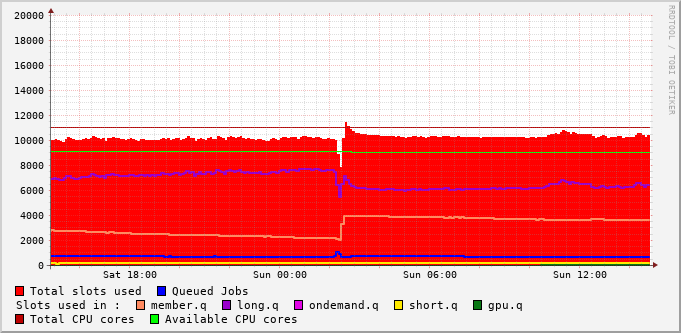 20000
18000
16000
14000
12000
10000
8000
6000
4000
2000
0
Sat 18:00 Sun 00:00 Sun 06:00 Sun 12:00
RRDTOOL / TOBI OETIKER
Total slots used Queued Jobs
Slots used in : member.q long.q ondemand.q short.q gpu.q
Total CPU cores Available CPU cores